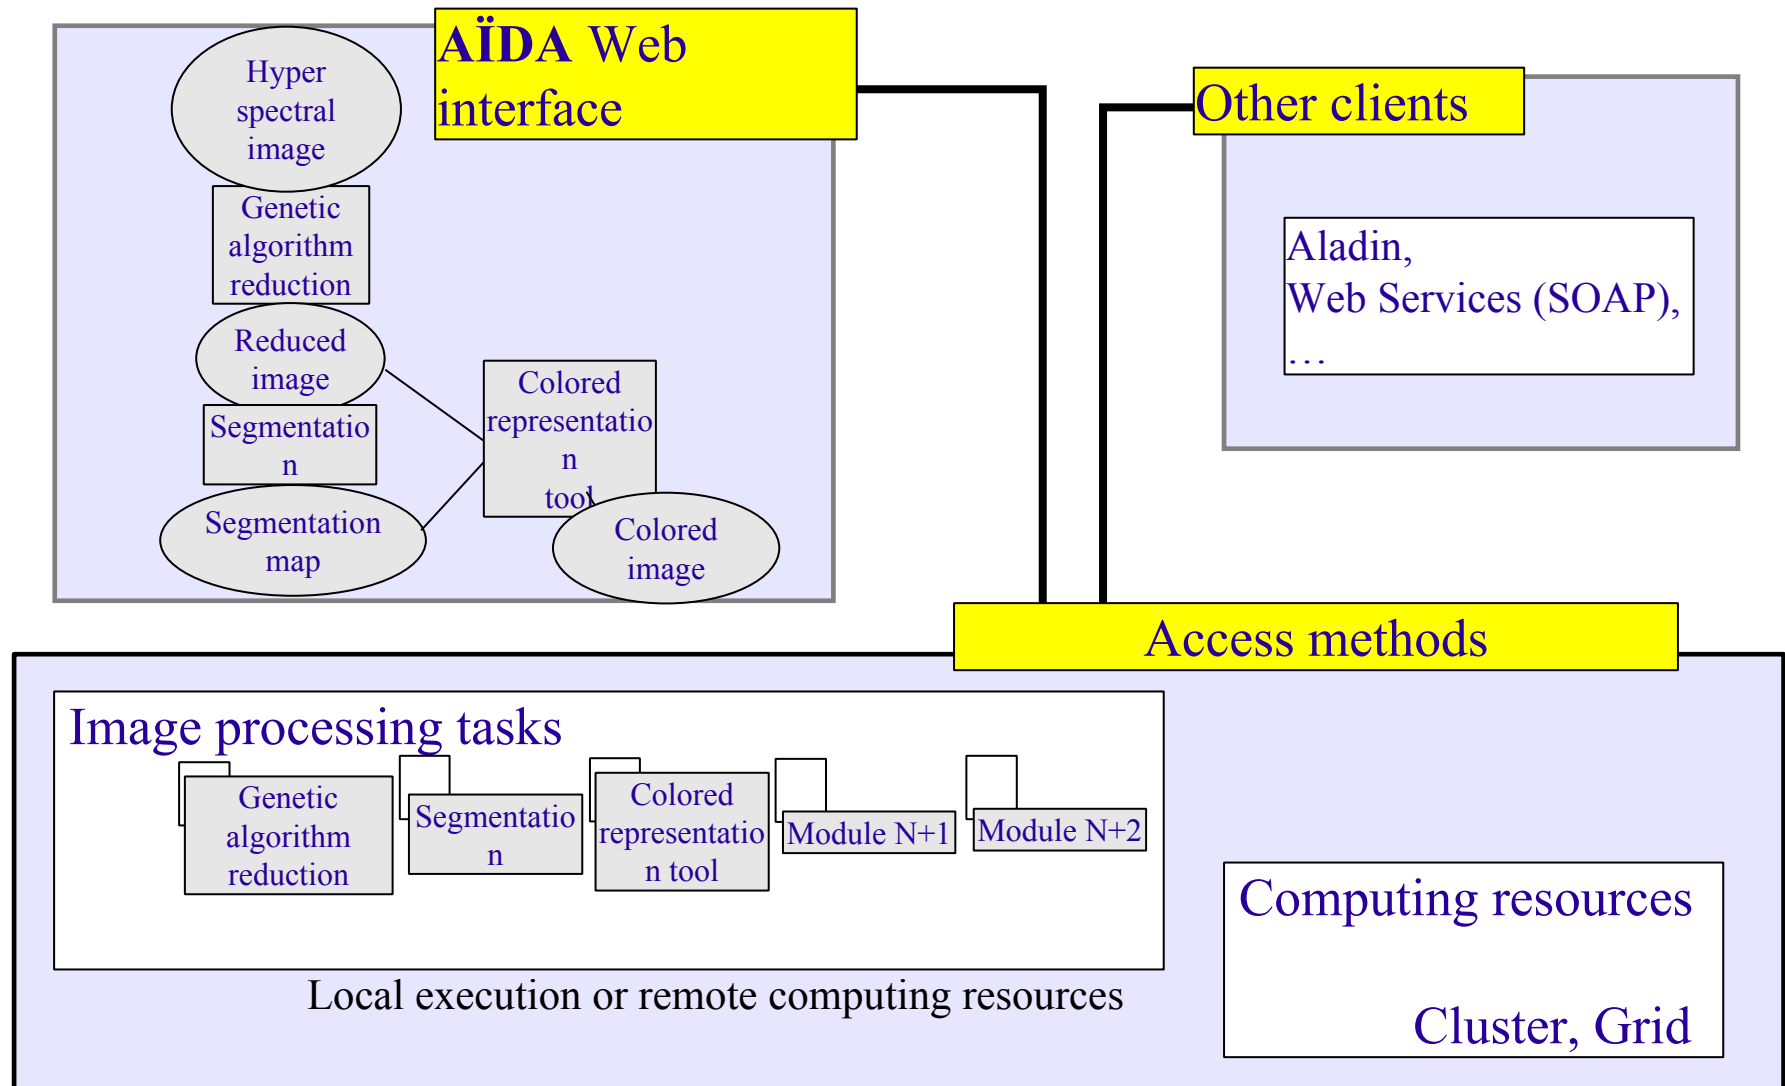 AÏDA Web
interface
Hyper
spectral
image
Genetic
algorithm
reduction
Reduced
image
Segmentatio
n
Segmentation
map
Colored
representatio
n
tool
Colored
image
Other clients
Aladin,
Web Services (SOAP),
…
Access methods
Image processing tasks
Genetic
algorithm
reduction
Segmentatio
n
Colored
representatio
n tool
Module N+1
Module N+2
Local execution or remote computing resources
Computing resources
Cluster, Grid